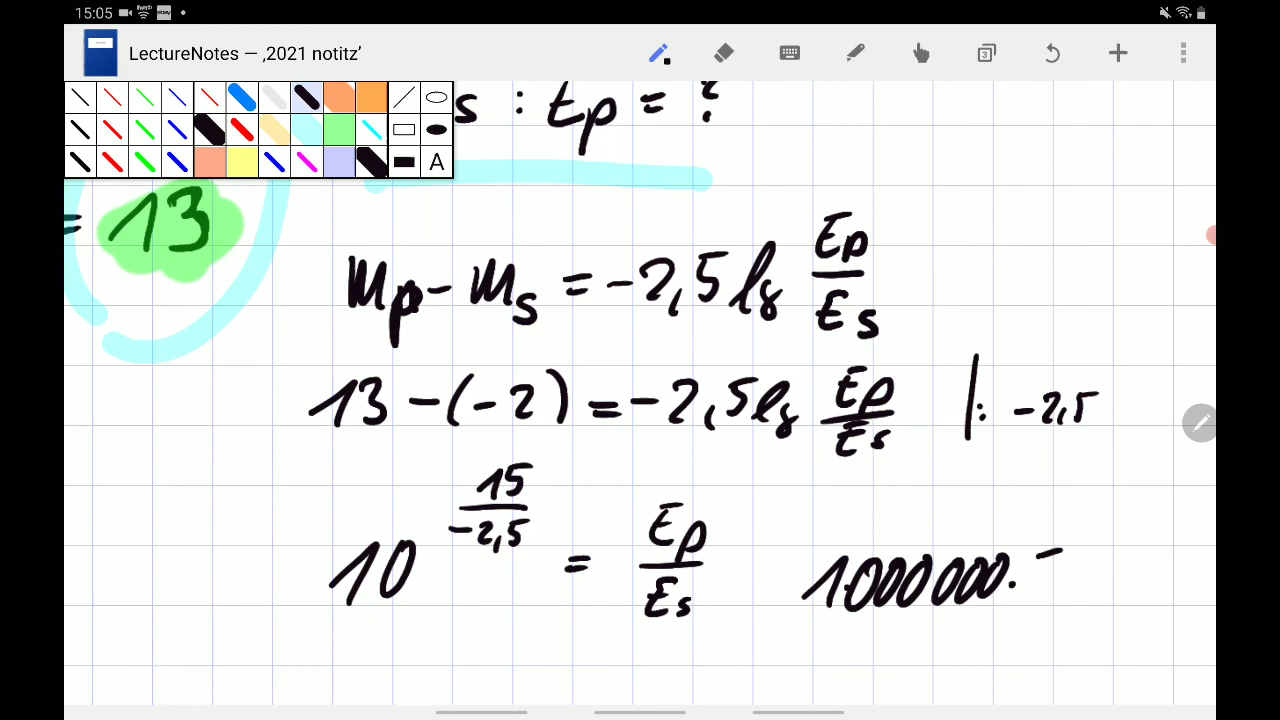 15:05
LectureNotes — ‚2021 notitz’
3
A
s : Ep = ?
= 13
mp - ms = -2,5 lg Ep/Es
13 - (-2) = -2,5 lg Ep/Es |: -2,5
10^(15/-2,5) = Ep/Es 1000000.